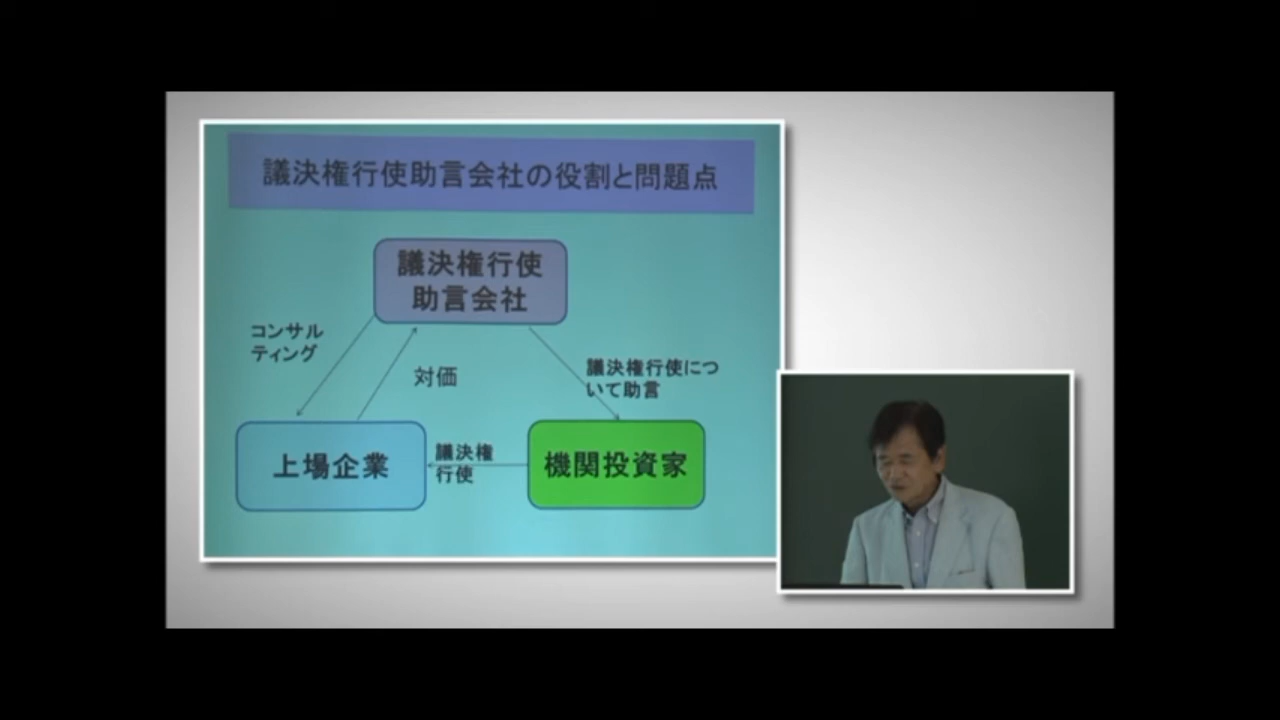 議決権行使助言会社の役割と問題点
議決権行使
助言会社
コンサル
ティング
対価
議決権行使につ
いて助言
上場企業
議決権
行使
機関投資家